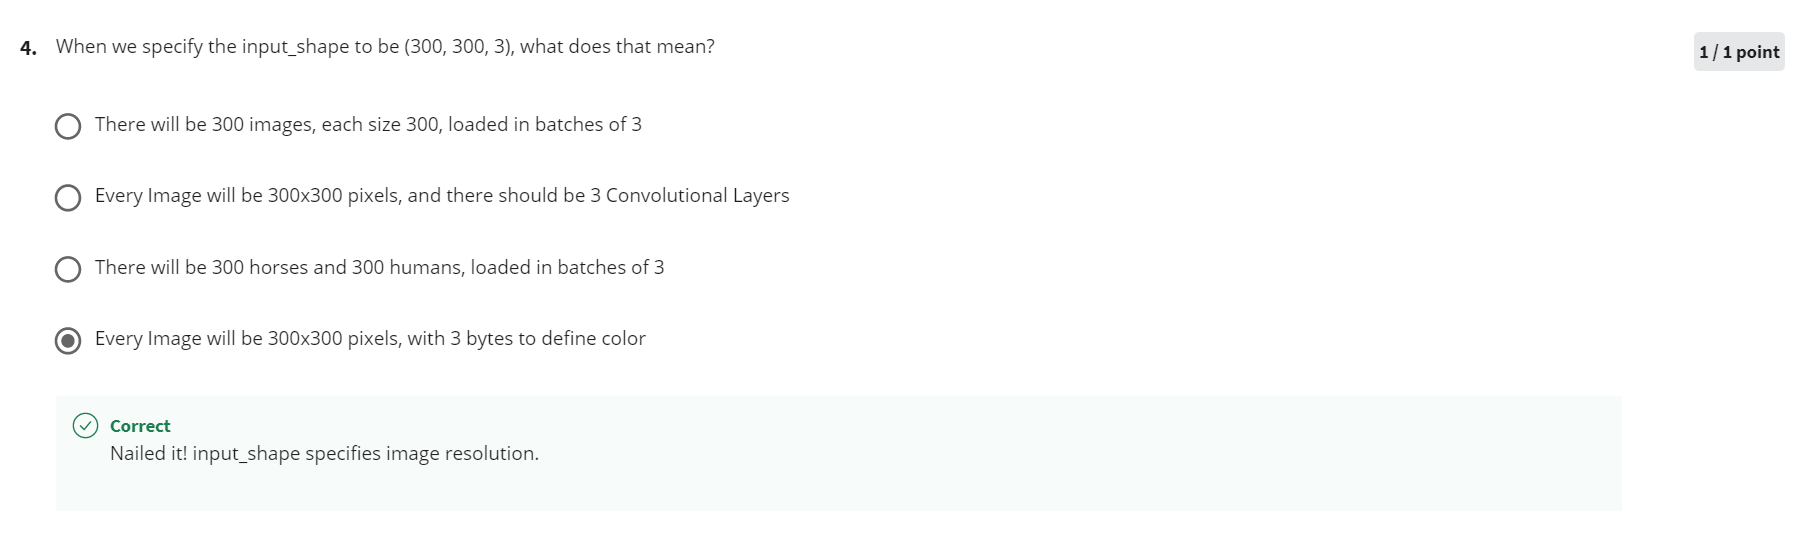 4. When we specify the input_shape to be (300, 300, 3), what does that mean?
1 / 1 point
There will be 300 images, each size 300, loaded in batches of 3
Every Image will be 300x300 pixels, and there should be 3 Convolutional Layers
There will be 300 horses and 300 humans, loaded in batches of 3
Every Image will be 300x300 pixels, with 3 bytes to define color
Correct
Nailed it! input_shape specifies image resolution.